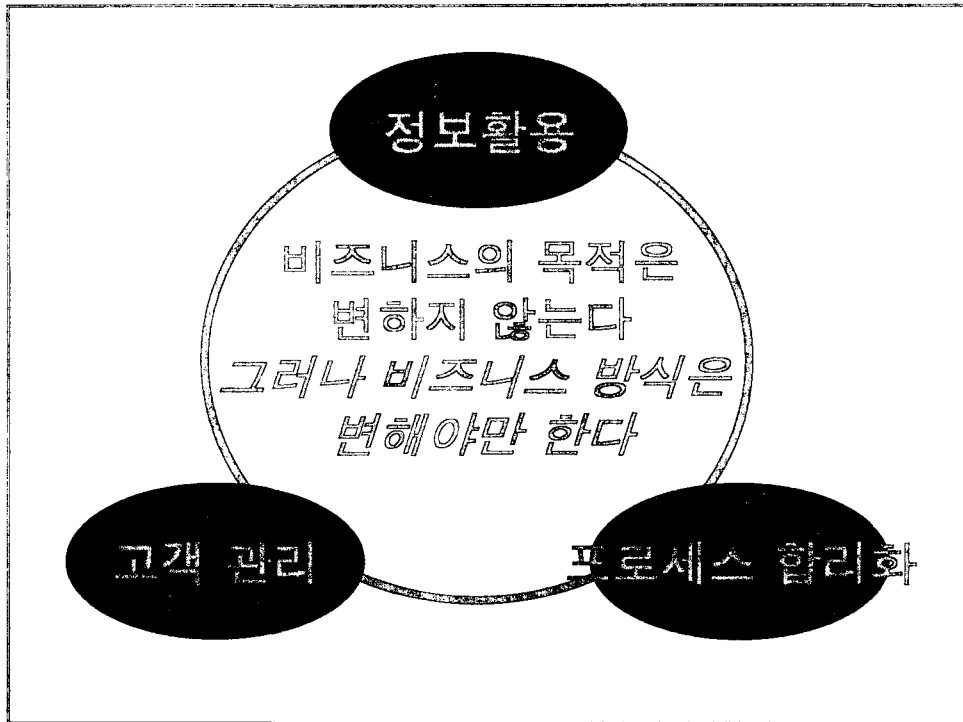 정보활용
비즈니스의 목적은
변하지 않는다
그러나 비즈니스 방식은
변해야만 한다
고객 관리
프로세스 합리화